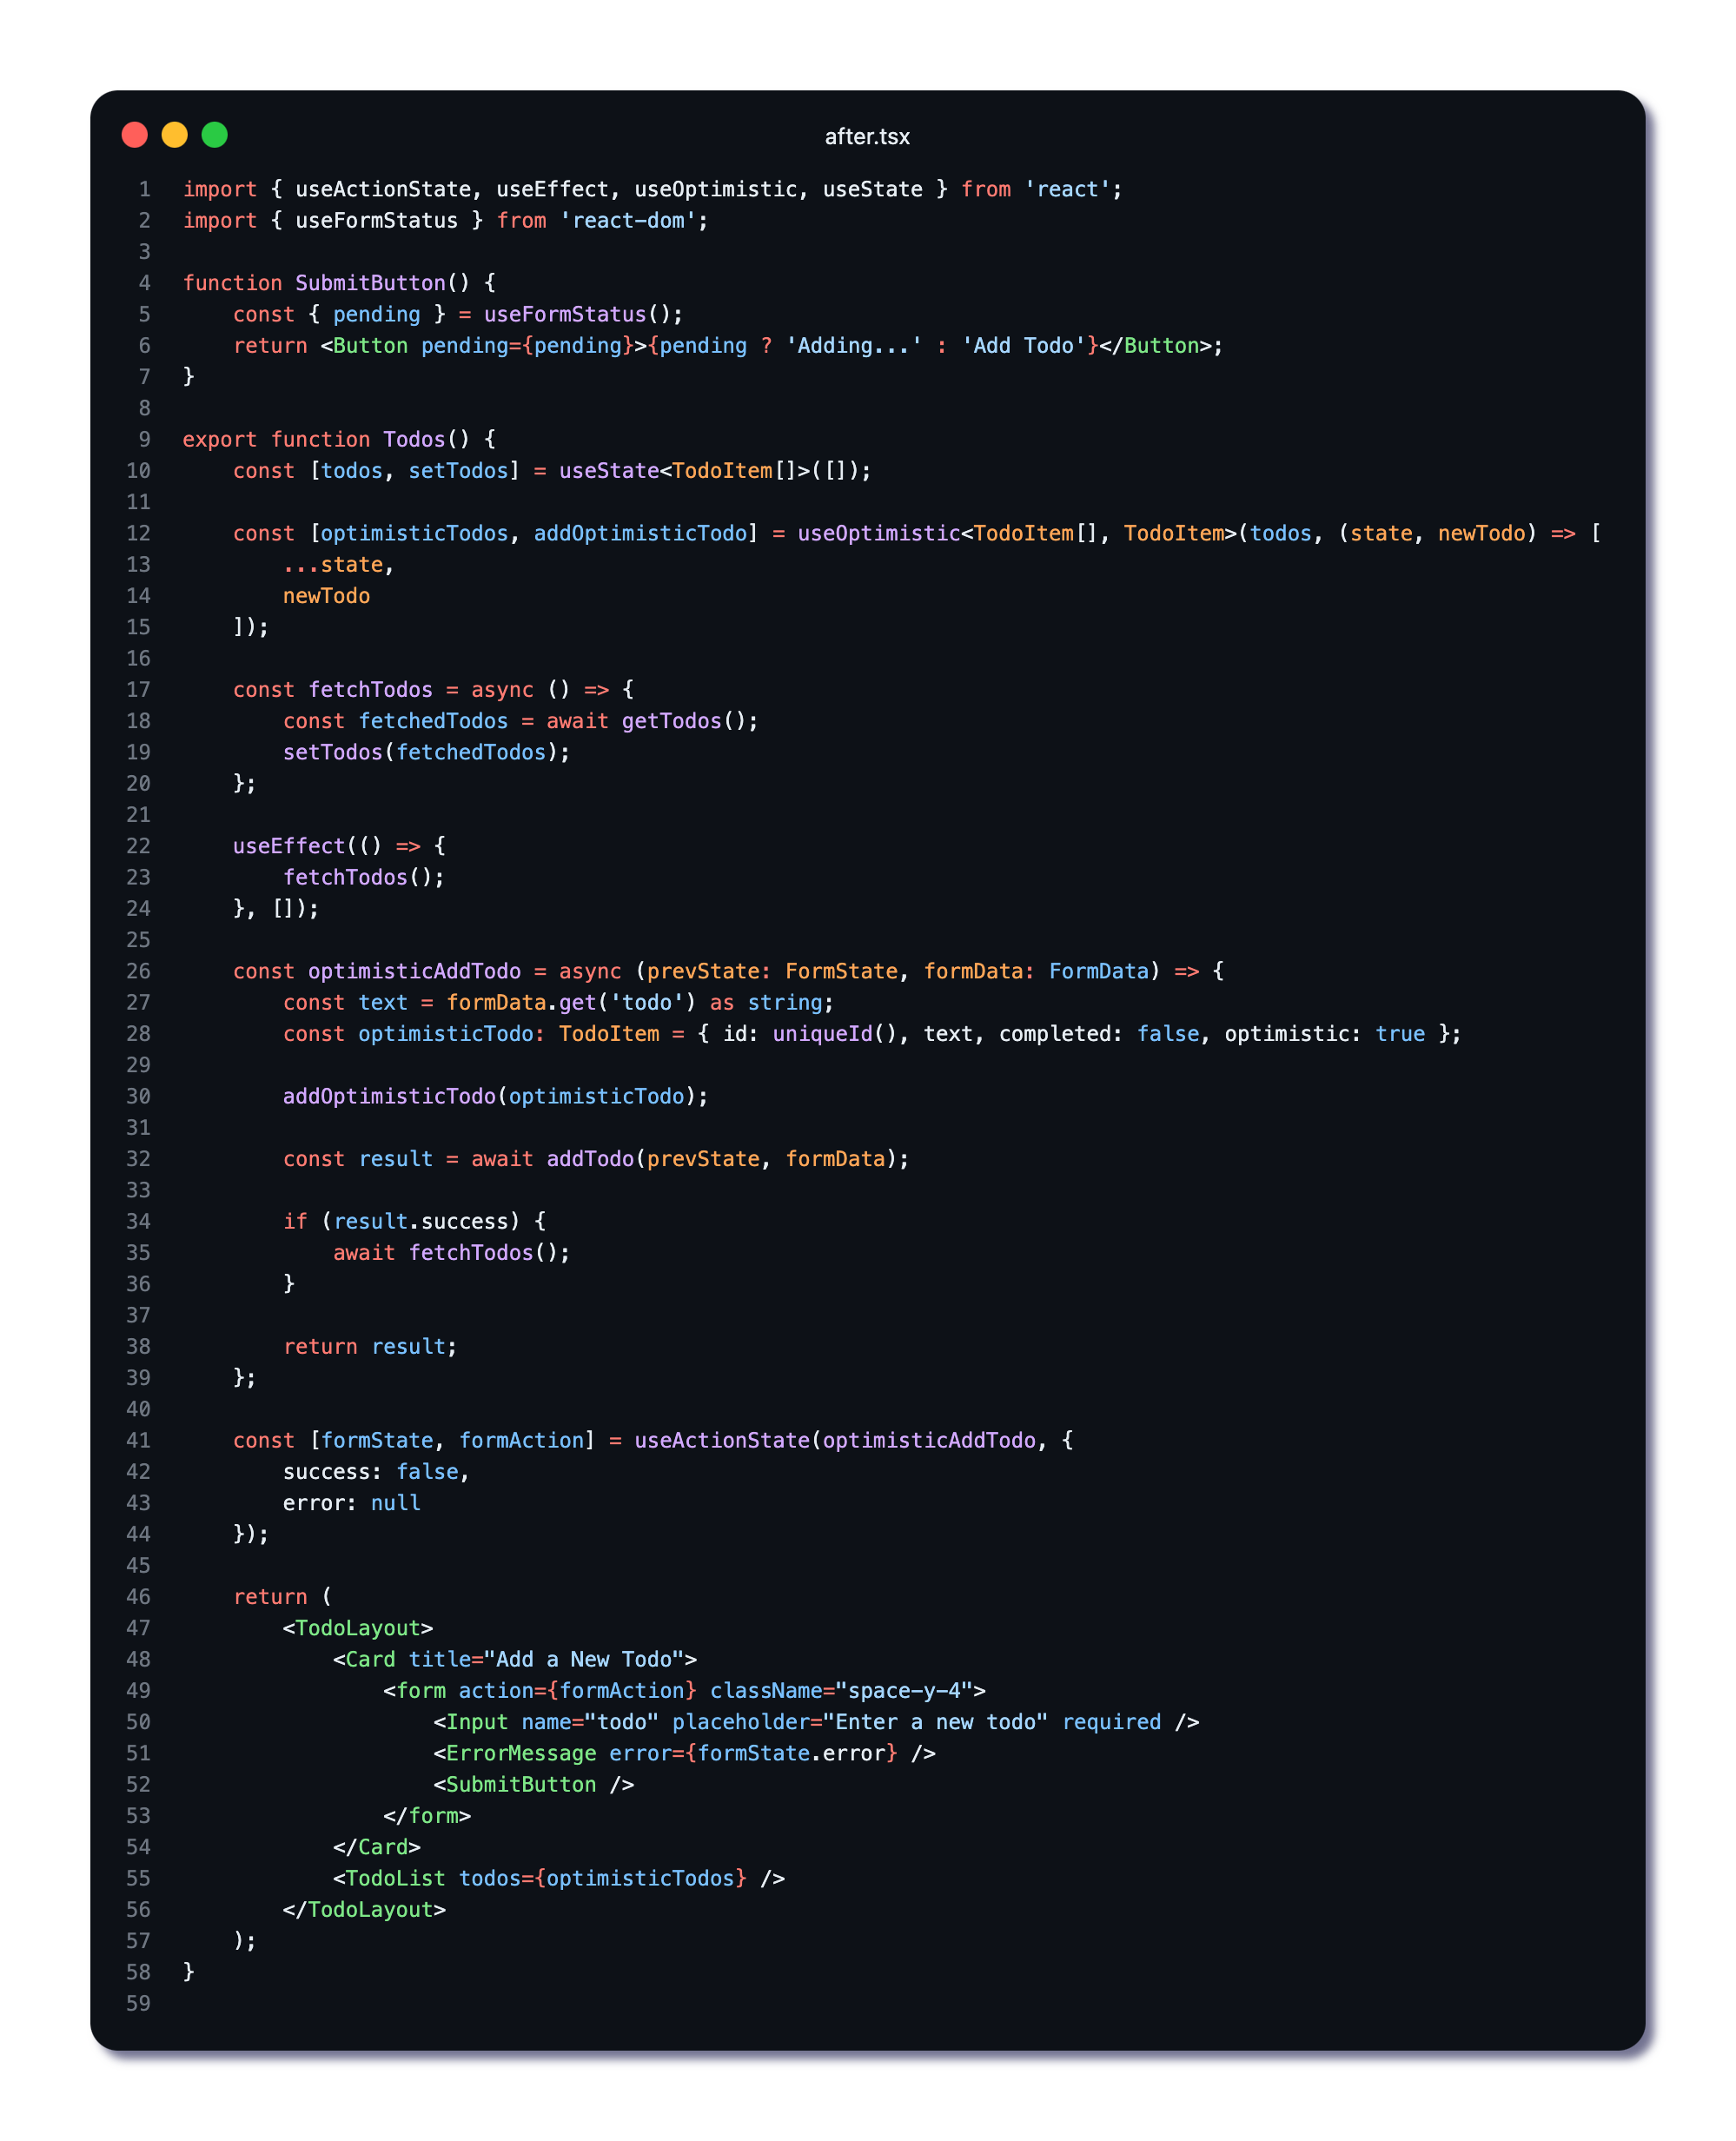 after.tsx
1 import { useActionState, useEffect, useOptimistic, useState } from 'react';
2 import { useFormStatus } from 'react-dom';
3
4 function SubmitButton() {
5     const { pending } = useFormStatus();
6     return <Button pending={pending}>{pending ? 'Adding...' : 'Add Todo'}</Button>;
7 }
8
9 export function Todos() {
10     const [todos, setTodos] = useState<TodoItem[]>([]);
11
12     const [optimisticTodos, addOptimisticTodo] = useOptimistic<TodoItem[], TodoItem>(todos, (state, newTodo) => [
13         ...state,
14         newTodo
15     ]);
16
17     const fetchTodos = async () => {
18         const fetchedTodos = await getTodos();
19         setTodos(fetchedTodos);
20     };
21
22     useEffect(() => {
23         fetchTodos();
24     }, []);
25
26     const optimisticAddTodo = async (prevState: FormState, formData: FormData) => {
27         const text = formData.get('todo') as string;
28         const optimisticTodo: TodoItem = { id: uniqueId(), text, completed: false, optimistic: true };
29
30         addOptimisticTodo(optimisticTodo);
31
32         const result = await addTodo(prevState, formData);
33
34         if (result.success) {
35             await fetchTodos();
36         }
37
38         return result;
39     };
40
41     const [formState, formAction] = useActionState(optimisticAddTodo, {
42         success: false,
43         error: null
44     });
45
46     return (
47         <TodoLayout>
48             <Card title="Add a New Todo">
49                 <form action={formAction} className="space-y-4">
50                     <Input name="todo" placeholder="Enter a new todo" required />
51                     <ErrorMessage error={formState.error} />
52                     <SubmitButton />
53                 </form>
54             </Card>
55             <TodoList todos={optimisticTodos} />
56         </TodoLayout>
57     );
58 }
59